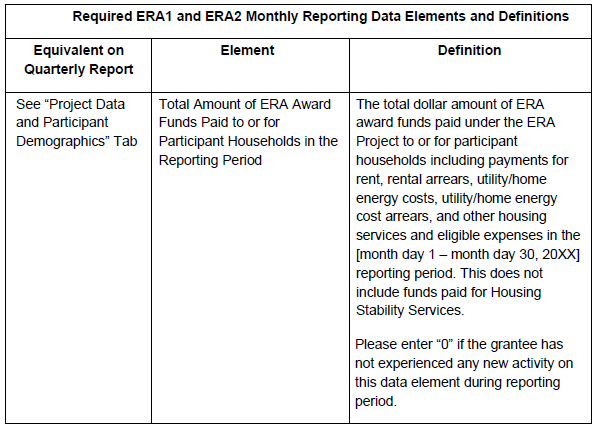 Required ERA1 and ERA2 Monthly Reporting Data Elements and Definitions
Equivalent on
Quarterly Report
Element
Definition
See “Project Data
and Participant
Demographics” Tab
Total Amount of ERA Award
Funds Paid to or for
Participant Households in the
Reporting Period
The total dollar amount of ERA
award funds paid under the ERA
Project to or for participant
households including payments for
rent, rental arrears, utility/home
energy costs, utility/home energy
cost arrears, and other housing
services and eligible expenses in the
[month day 1 – month day 30, 20XX]
reporting period. This does not
include funds paid for Housing
Stability Services.
Please enter “0” if the grantee has
not experienced any new activity on
this data element during reporting
period.